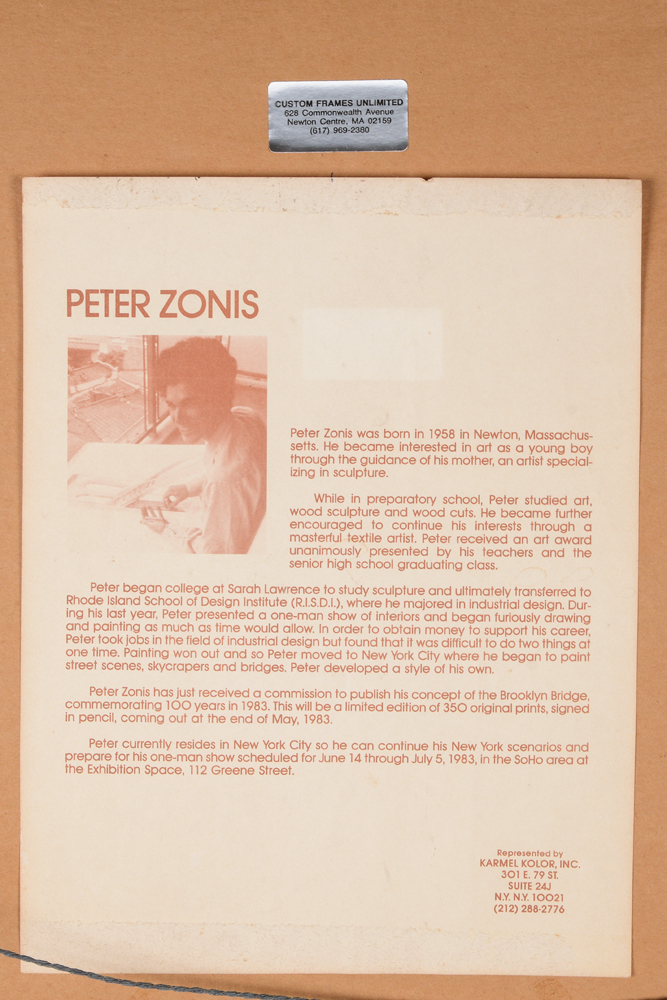 CUSTOM FRAMES UNLIMITED
628 Commonwealth Avenue
Newton Centre, MA 02159
(617) 969-2380
PETER ZONIS
Peter Zonis was born in 1958 in Newton, Massachus-
setts. He became interested in art as a young boy
through the guidance of his mother, an artist special-
izing in sculpture.
While in preparatory school, Peter studied art,
wood sculpture and wood cuts. He became further
encouraged to continue his interests through a
masterful textile artist. Peter received an art award
unanimously presented by his teachers and the
senior high school graduating class.
Peter began college at Sarah Lawrence to study sculpture and ultimately transferred to
Rhode Island School of Design Institute (R.I.S.D.I.), where he majored in industrial design. Dur-
ing his last year, Peter presented a one-man show of interiors and began furiously drawing
and painting as much as time would allow. In order to obtain money to support his career,
Peter took jobs in the field of industrial design but found that it was difficult to do two things at
one time. Painting won out and so Peter moved to New York City where he began to paint
street scenes, skycrapers and bridges. Peter developed a style of his own.
Peter Zonis has just received a commission to publish his concept of the Brooklyn Bridge,
commemorating 100 years in 1983. This will be a limited edition of 350 original prints, signed
in pencil, coming out at the end of May, 1983.
Peter currently resides in New York City so he can continue his New York scenarios and
prepare for his one-man show scheduled for June 14 through July 5, 1983, in the SoHo area at
the Exhibition Space, 112 Greene Street.
Represented by
KARMEL KOLOR, INC.
301 E. 79 ST.
SUITE 24J
N.Y. N.Y. 10021
(212) 288-2776